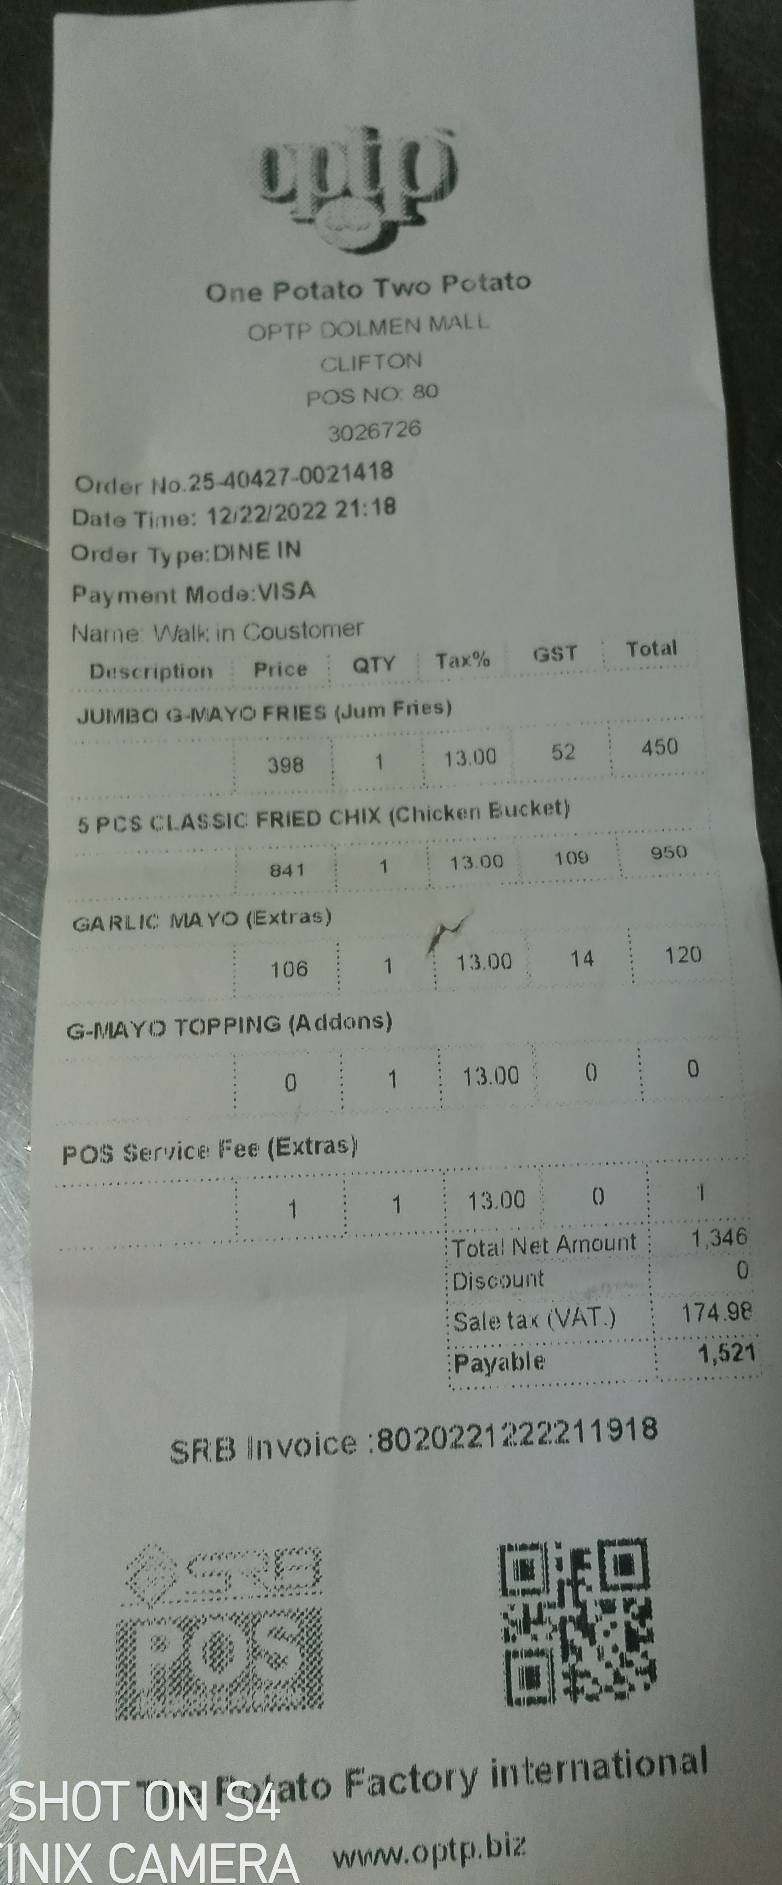 optp
One Potato Two Potato
OPTP DOLMEN MALL
CLIFTON
POS NO: 80
3026726
Order No.25-40427-0021418
Date Time: 12/22/2022 21:18
Order Type:DINE IN
Payment Mode:VISA
Name: Walk in Coustomer
Description Price QTY Tax% GST Total
JUMBO G-MAYO FRIES (Jum Fries)
398 1 13.00 52 450
5 PCS CLASSIC FRIED CHIX (Chicken Bucket)
841 1 13.00 109 950
GARLIC MAYO (Extras)
106 1 13.00 14 120
G-MAYO TOPPING (Addons)
0 1 13.00 0 0
POS Service Fee (Extras)
1 1 13.00 0 1
Total Net Amount 1,346
Discount 0
Sale tax (VAT.) 174.98
Payable 1,521
SRB Invoice :8020221222211918
SRB
POS
The Potato Factory international
www.optp.biz
SHOT ON S4
INIX CAMERA